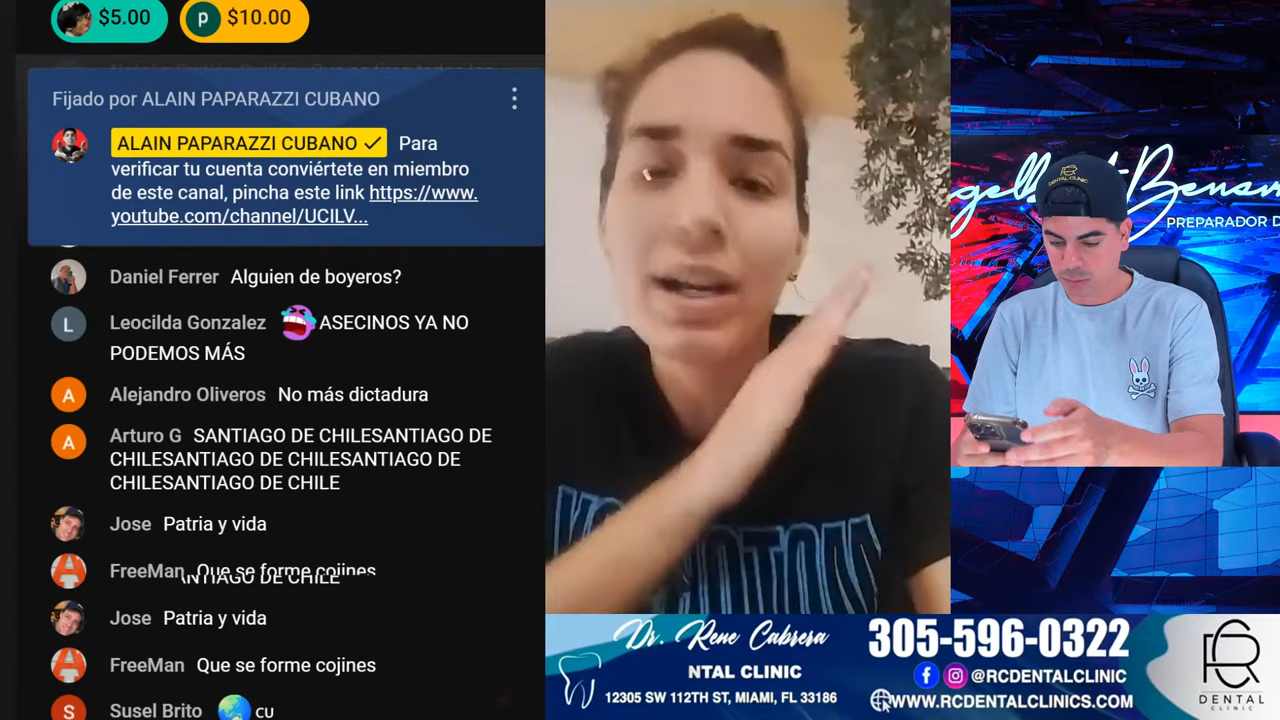 $5.00
p
$10.00
Fijado por ALAIN PAPARAZZI CUBANO
ALAIN PAPARAZZI CUBANO Para
verificar tu cuenta conviértete en miembro
de este canal, pincha este link https://www.
youtube.com/channel/UCILV...
Daniel Ferrer Alguien de boyeros?
L
Leocilda Gonzalez ASECINOS YA NO
PODEMOS MÁS
A
Alejandro Oliveros No más dictadura
A
Arturo G SANTIAGO DE CHILESANTIAGO DE
CHILESANTIAGO DE CHILESANTIAGO DE
CHILESANTIAGO DE CHILE
Jose Patria y vida
FreeMan Que se forme cojines
Jose Patria y vida
FreeMan Que se forme cojines
S
Susel Brito CU
PREPARADOR D
DENTAL CLINIC
Dr. Rene Cabrera
NTAL CLINIC
12305 SW 112TH ST, MIAMI, FL 33186
305-596-0322
@RCDENTALCLINIC
WWW.RCDENTALCLINICS.COM
RC
DENTAL
CLINIC